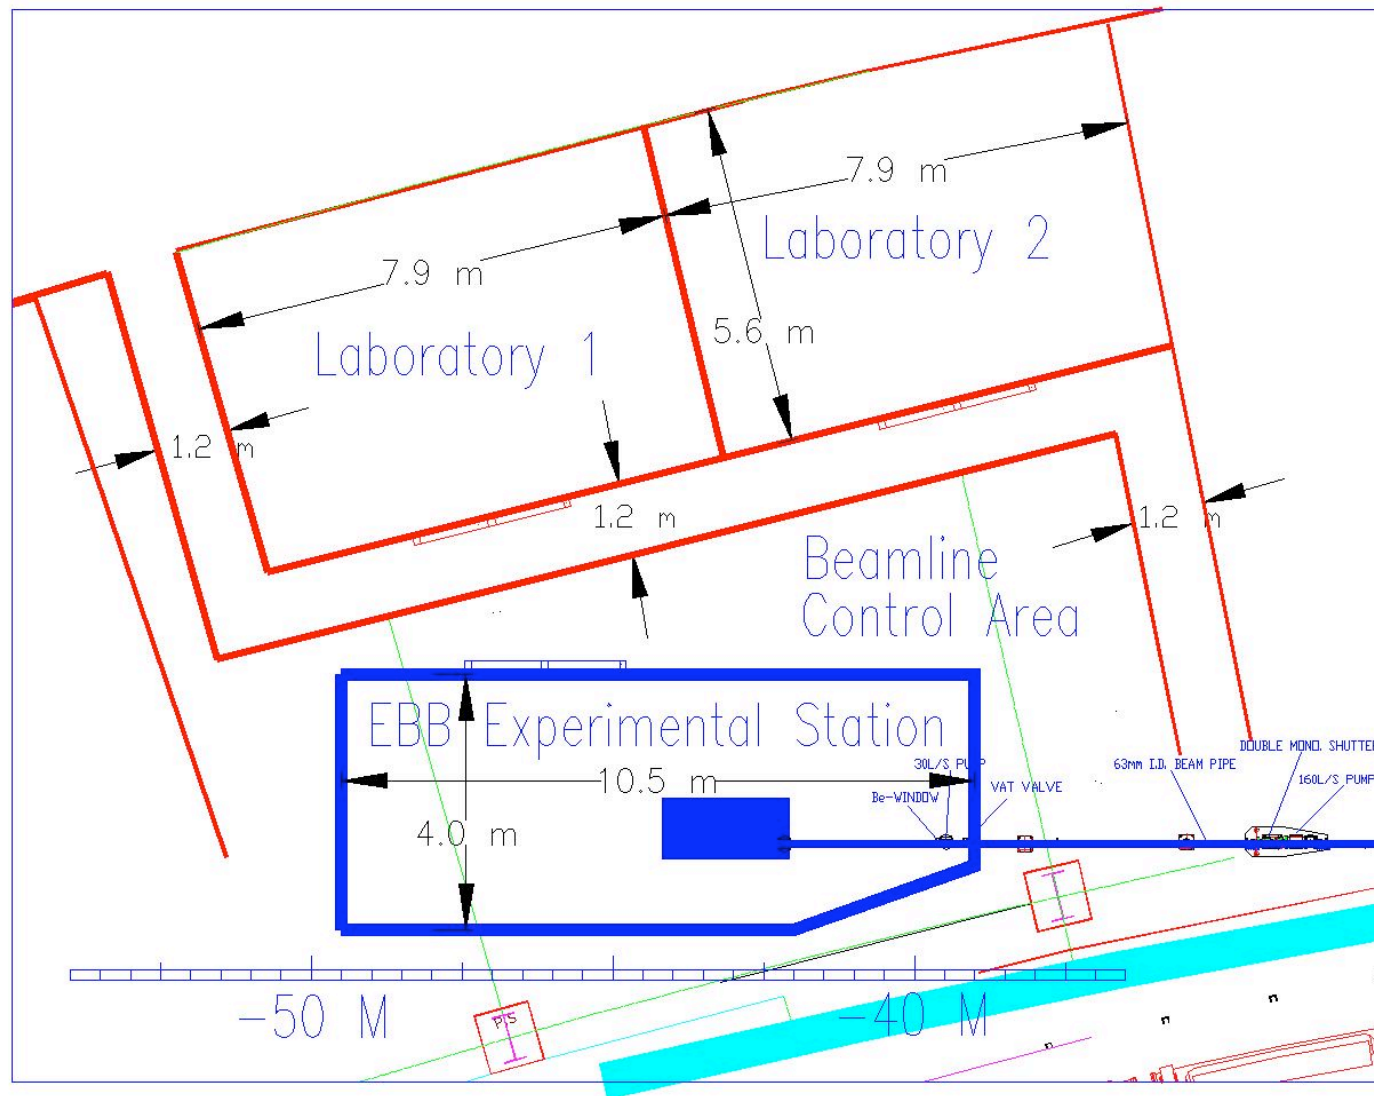 7.9 m
Laboratory 2
7.9 m
5.6 m
Laboratory 1
1.2 m
1.2 m
1.2 m
Beamline
Control Area
EBB Experimental Station
30L/S PUMP
DOUBLE MONO. SHUTTER
63mm I.D. BEAM PIPE
10.5 m
VAT VALVE
160L/S PUMP
Be-WINDOW
4.0 m
-50 M
-40 M